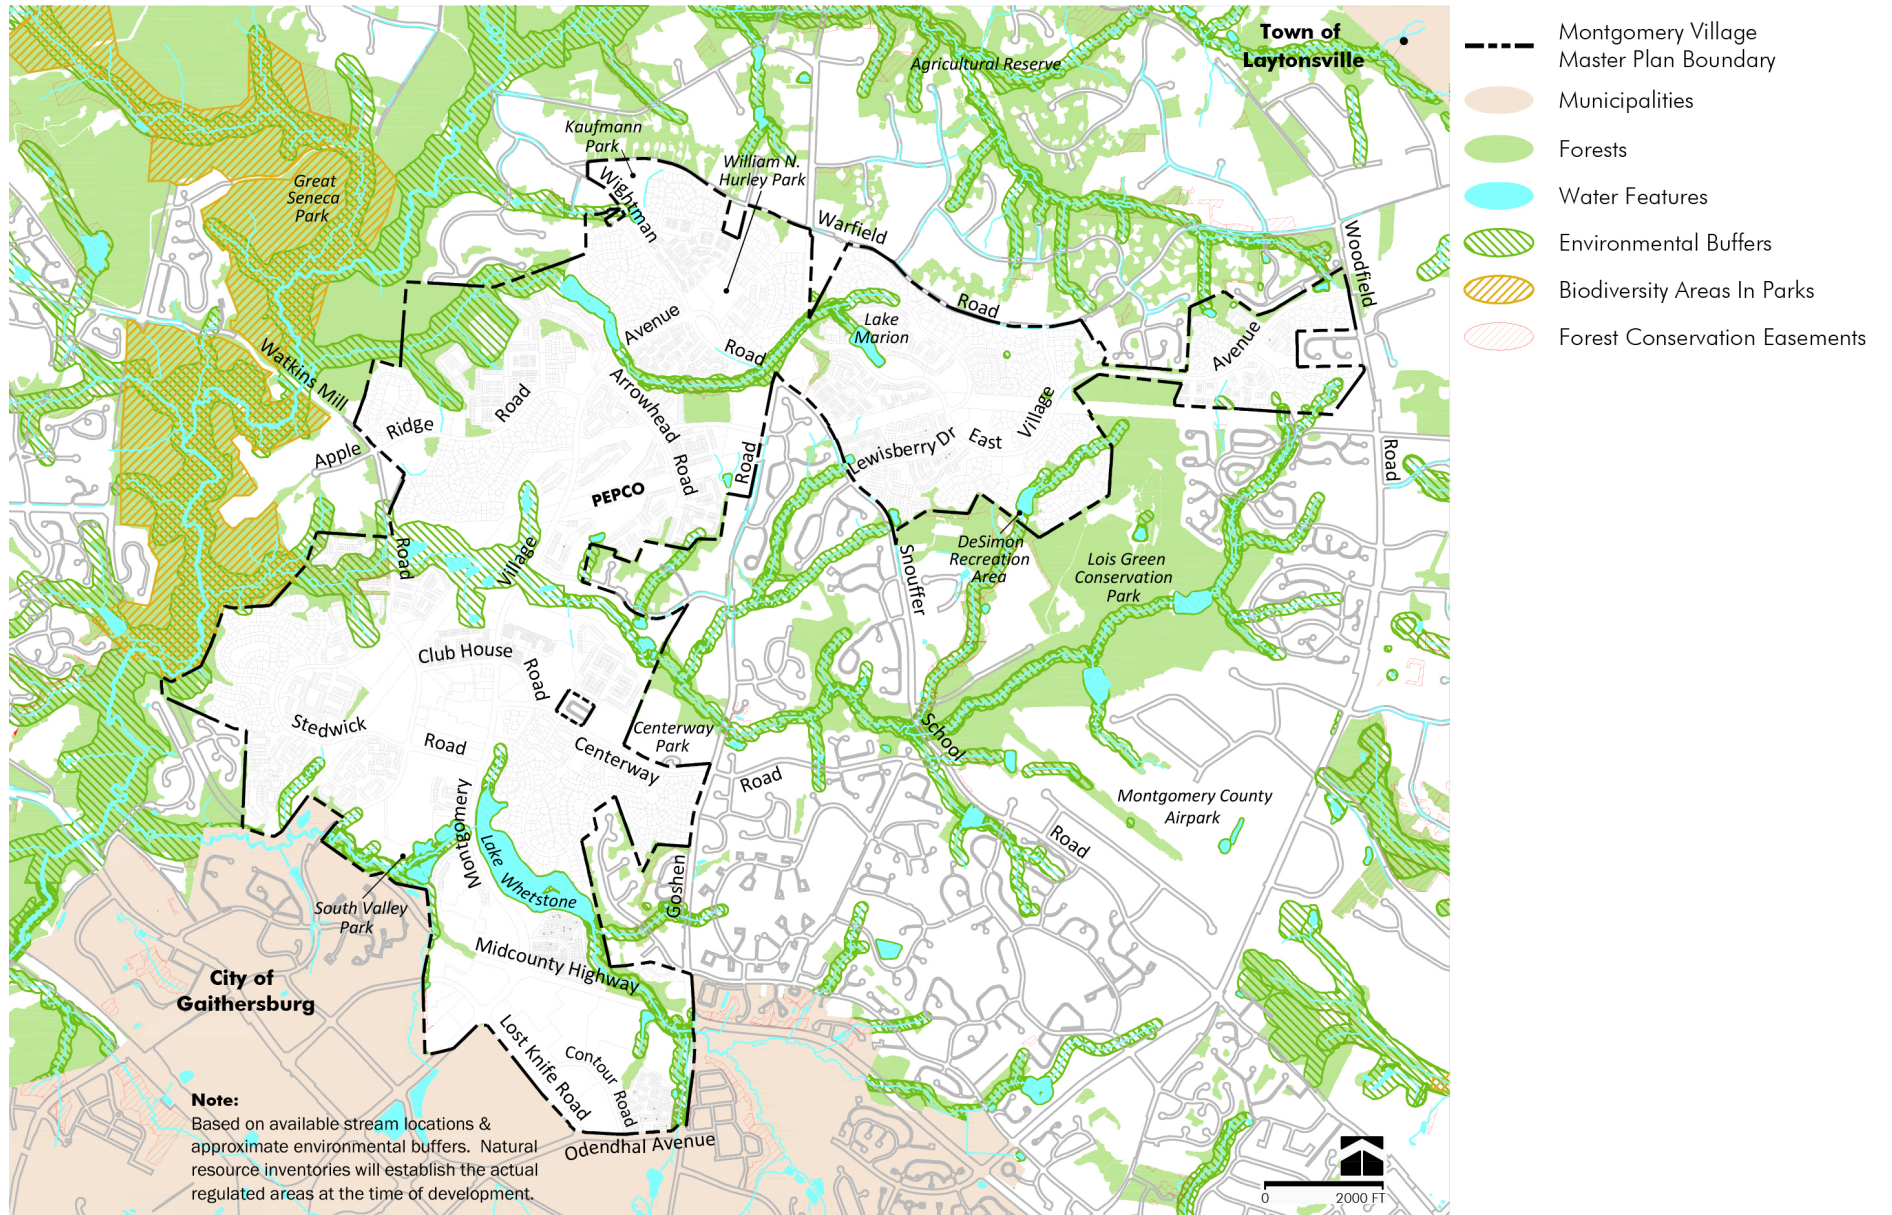 Town of
Laytonsville
Agricultural Reserve
Kaufmann
Park
William N.
Hurley Park
Great
Seneca
Park
Wightman
Warfield
Woodfield
Road
Lake
Marion
Avenue
Road
Avenue
Watkins Mill
Arrowhead
Road
Road
Ridge
Apple
Village
East
Lewisberry Dr
Road
Road
PEPCO
Road
Village
DeSimon
Recreation
Area
Lois Green
Conservation
Park
Snouffer
Club House
Road
Stedwick
Road
Centerway
Park
Centerway
School
Road
Road
Montgomery County
Airpark
Montgomery
Lake
Whetstone
Goshen
South Valley
Park
Midcounty Highway
City of
Gaithersburg
Lost Knife Road
Contour
Road
Odendhal Avenue
Note:
Based on available stream locations &
approximate environmental buffers. Natural
resource inventories will establish the actual
regulated areas at the time of development.
0 2000 FT
Montgomery Village
Master Plan Boundary
Municipalities
Forests
Water Features
Environmental Buffers
Biodiversity Areas In Parks
Forest Conservation Easements